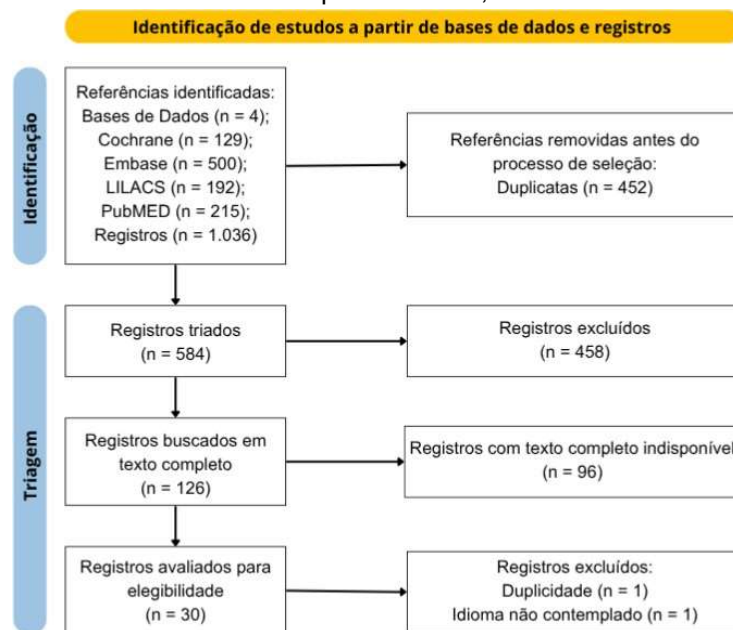 Identificação de estudos a partir de bases de dados e registros
Identificação
Referências identificadas:
Bases de Dados (n = 4);
Cochrane (n = 129);
Embase (n = 500);
LILACS (n = 192);
PubMED (n = 215);
Registros (n = 1.036)
Referências removidas antes do
processo de seleção:
Duplicatas (n = 452)
Triagem
Registros triados
(n = 584)
Registros excluídos
(n = 458)
Registros buscados em
texto completo
(n = 126)
Registros com texto completo indisponível
(n = 96)
Registros avaliados para
elegibilidade
(n = 30)
Registros excluídos:
Duplicidade (n = 1)
Idioma não contemplado (n = 1)